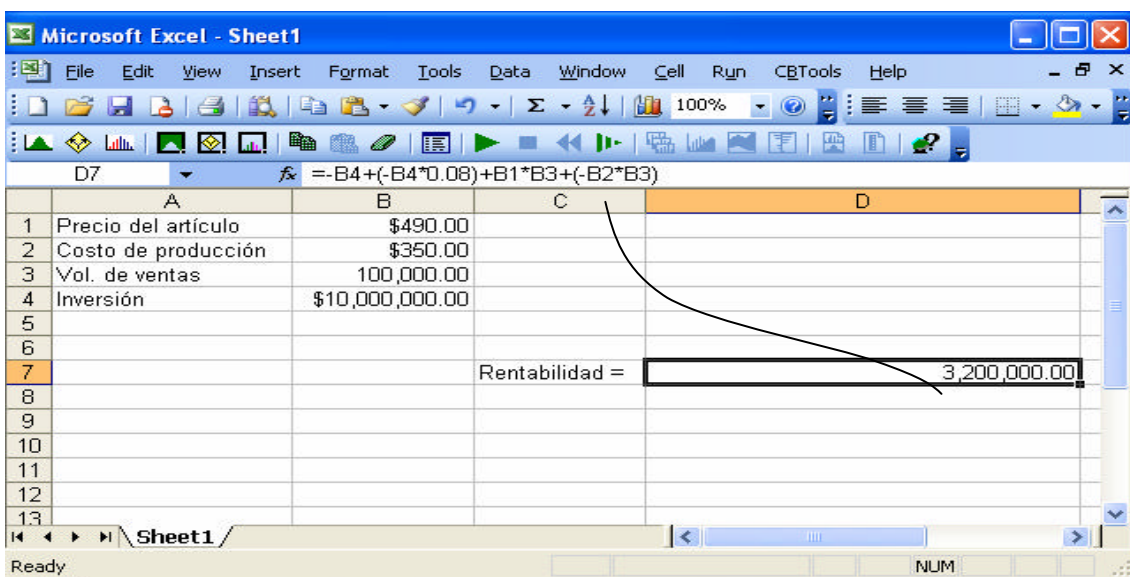 Microsoft Excel - Sheet1
File Edit View Insert Format Tools Data Window Cell Run CBTools Help
Σ 100%
D7 fx =-B4+(-B4*0.08)+B1*B3+(-B2*B3)
A B C D
1 Precio del artículo $490.00
2 Costo de producción $350.00
3 Vol. de ventas 100,000.00
4 Inversión $10,000,000.00
5
6
7 Rentabilidad = 3,200,000.00
8
9
10
11
12
13
Sheet1
Ready NUM